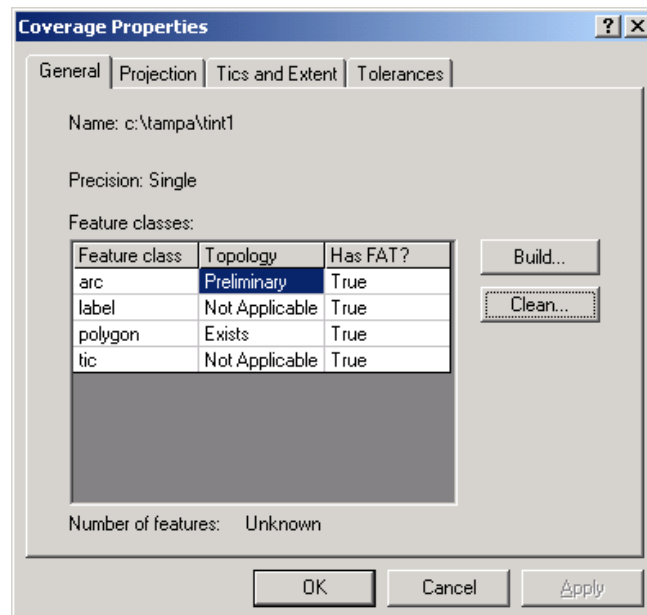 Coverage Properties
General Projection Tics and Extent Tolerances
Name: c:\tampa\tint1
Precision: Single
Feature classes:
Feature class Topology Has FAT?
arc Preliminary True
label Not Applicable True
polygon Exists True
tic Not Applicable True
Build...
Clean...
Number of features: Unknown
OK Cancel Apply